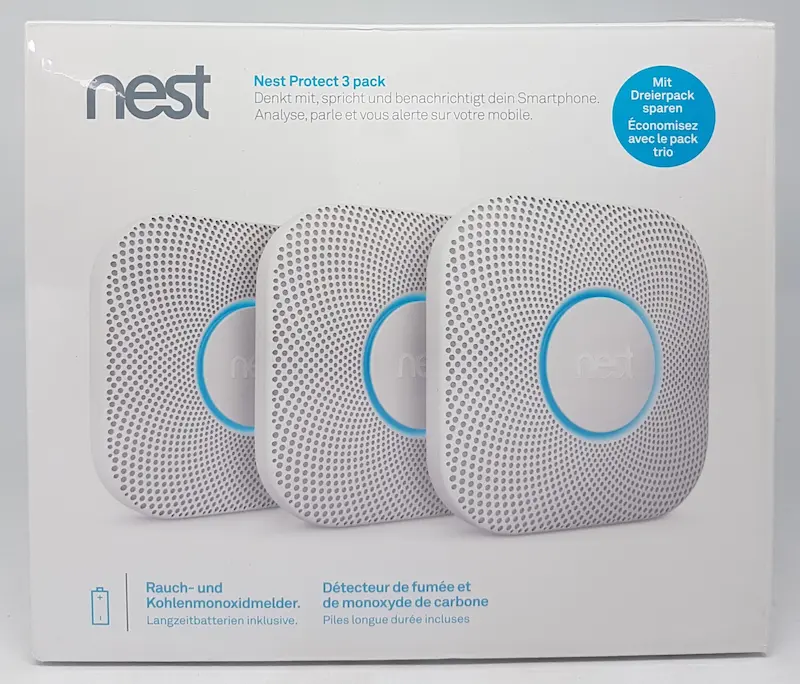 nest
Nest Protect 3 pack
Denkt mit, spricht und benachrichtigt dein Smartphone.
Analyse, parle et vous alerte sur votre mobile.
Mit
Dreierpack
sparen
Économisez
avec le pack
trio
ne
ne
nest
Rauch- und
Kohlenmonoxidmelder.
Langzeitbatterien inklusive.
Détecteur de fumée et
de monoxyde de carbone
Piles longue durée incluses